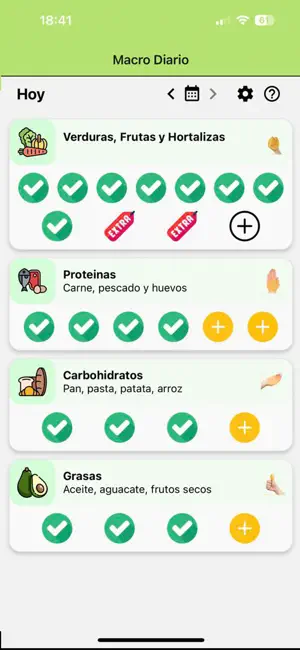 18:41
6
Macro Diario
Hoy
Verduras, Frutas y Hortalizas
EXTRA
EXTRA
Proteinas
Carne, pescado y huevos
Carbohidratos
Pan, pasta, patata, arroz
Grasas
Aceite, aguacate, frutos secos